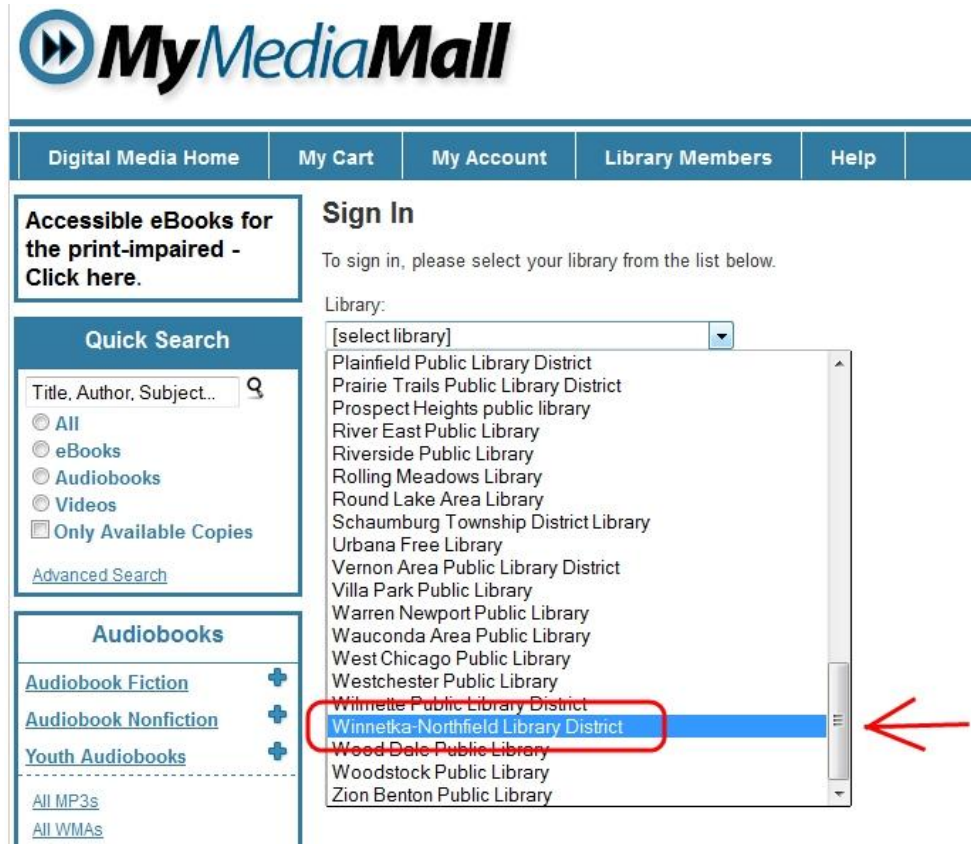 MyMediaMall
Digital Media Home My Cart My Account Library Members Help
Accessible eBooks for
the print-impaired -
Click here.
Quick Search
Title, Author, Subject...
All
eBooks
Audiobooks
Videos
Only Available Copies
Advanced Search
Audiobooks
Audiobook Fiction
Audiobook Nonfiction
Youth Audiobooks
All MP3s
All WMAs
Sign In
To sign in, please select your library from the list below.
Library:
[select library]
Plainfield Public Library District
Prairie Trails Public Library District
Prospect Heights public library
River East Public Library
Riverside Public Library
Rolling Meadows Library
Round Lake Area Library
Schaumburg Township District Library
Urbana Free Library
Vernon Area Public Library District
Villa Park Public Library
Warren Newport Public Library
Wauconda Area Public Library
West Chicago Public Library
Westchester Public Library
Wilmette Public Library District
Winnetka-Northfield Library District
Wood Dale Public Library
Woodstock Public Library
Zion Benton Public Library